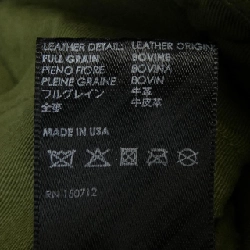 LEATHER DETAIL: LEATHER ORIGIN:
FULL GRAIN BOVINE
PIENO FIORE BOVINA
PLEINE GRAINE BOVIN
フルグレイン 牛革
全革 牛皮革
MADE IN USA
RN 150712